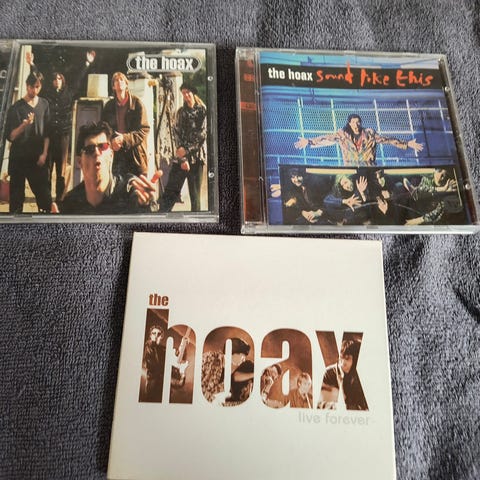 the hoax
the hoax sound like this
the
hoax
live forever